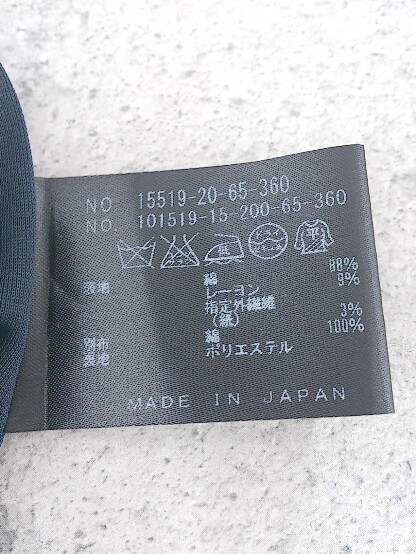 NO 15519-20-65-360
NO. 101519-15-200-65-360
平
表地 綿 88%
レーヨン 9%
指定外繊維
(紙) 3%
別布 綿 100%
裏地 ポリエステル
MADE IN JAPAN